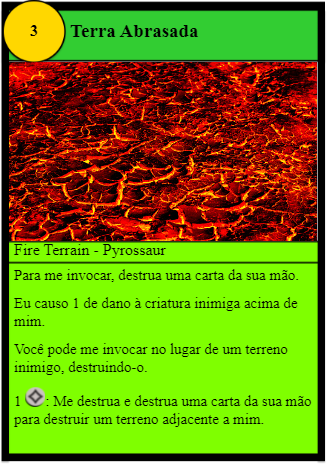 3
Terra Abrasada
Fire Terrain - Pyrossaur
Para me invocar, destrua uma carta da sua mão.
Eu causo 1 de dano à criatura inimiga acima de
mim.
Você pode me invocar no lugar de um terreno
inimigo, destruindo-o.
1 : Me destrua e destrua uma carta da sua mão
para destruir um terreno adjacente a mim.